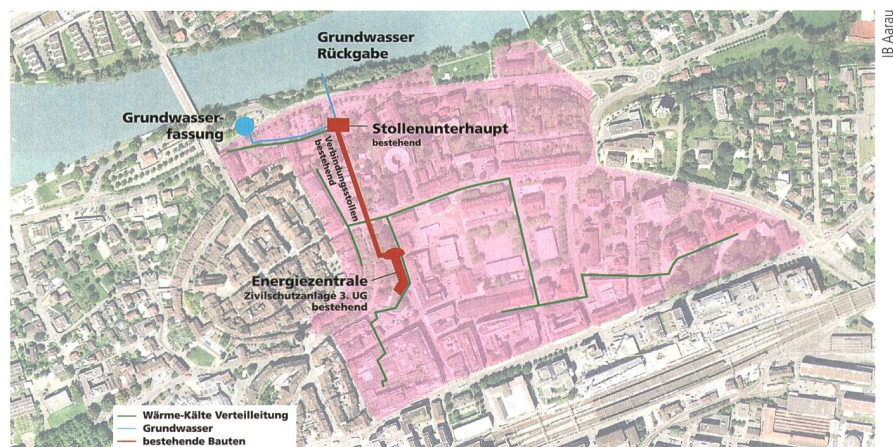 Grundwasser
Rückgabe
Grundwasser-
fassung
Stollenunterhaupt
bestehend
Verbindungsstollen
bestehend
Energiezentrale
Zivilschutzanlage 3. UG
bestehend
Wärme-Kälte Verteilleitung
Grundwasser
bestehende Bauten
IB Aarau